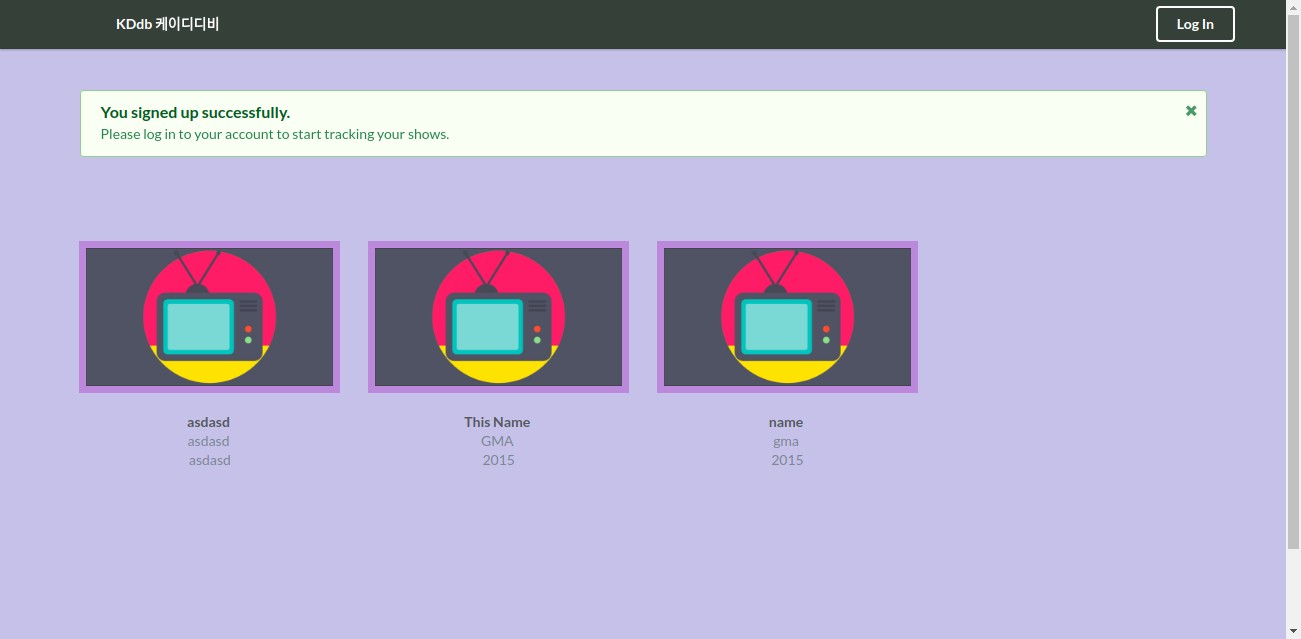 KDdb 케이디디비
Log In
You signed up successfully.
Please log in to your account to start tracking your shows.
asdasd
asdasd
asdasd
This Name
GMA
2015
name
gma
2015